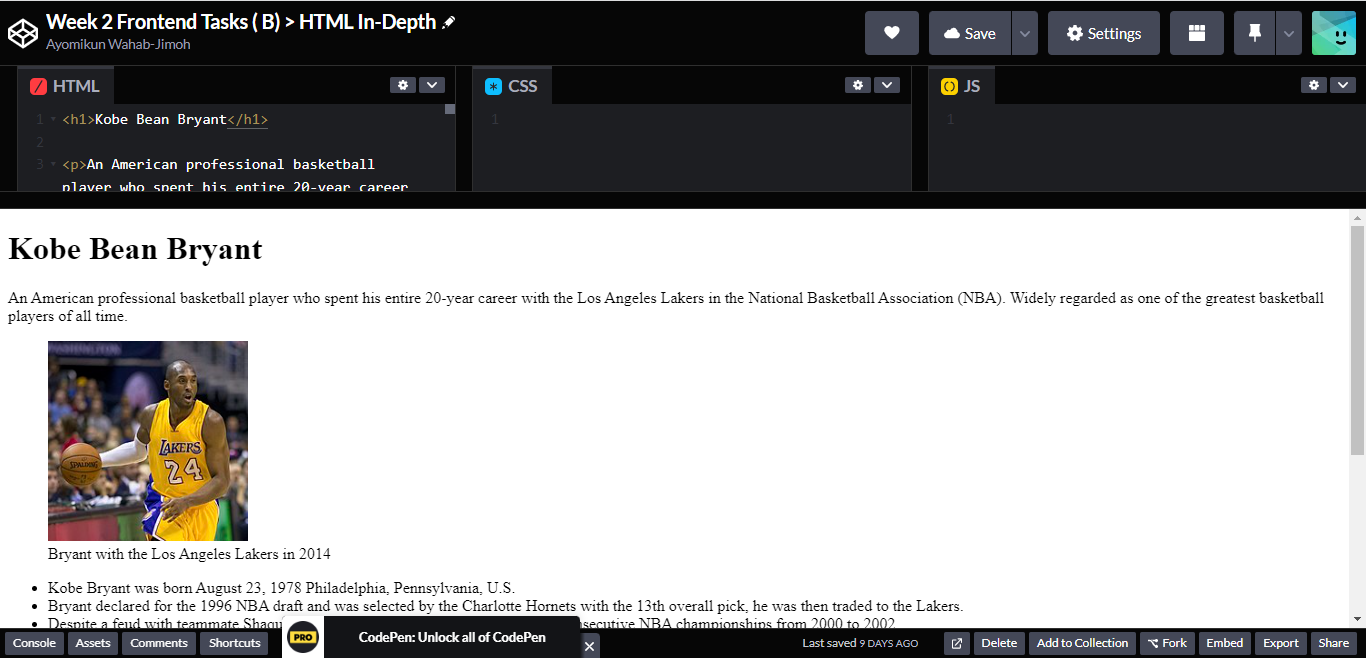 Week 2 Frontend Tasks ( B) > HTML In-Depth
Ayomikun Wahab-Jimoh
Save
Settings
HTML
CSS
JS
1 <h1>Kobe Bean Bryant</h1>
2
3 <p>An American professional basketball
player who spent his entire 20-year career
1
1
Kobe Bean Bryant
An American professional basketball player who spent his entire 20-year career with the Los Angeles Lakers in the National Basketball Association (NBA). Widely regarded as one of the greatest basketball
players of all time.
WASHINGTON
SPALDING
LAKERS
24
Bryant with the Los Angeles Lakers in 2014
• Kobe Bryant was born August 23, 1978 Philadelphia, Pennsylvania, U.S.
• Bryant declared for the 1996 NBA draft and was selected by the Charlotte Hornets with the 13th overall pick, he was then traded to the Lakers.
• Despite a feud with teammate NBA championships from 2000 to 2002
Console
Assets
Comments
Shortcuts
PRO
CodePen: Unlock all of CodePen
Last saved 9 DAYS AGO
Delete
Add to Collection
Fork
Embed
Export
Share